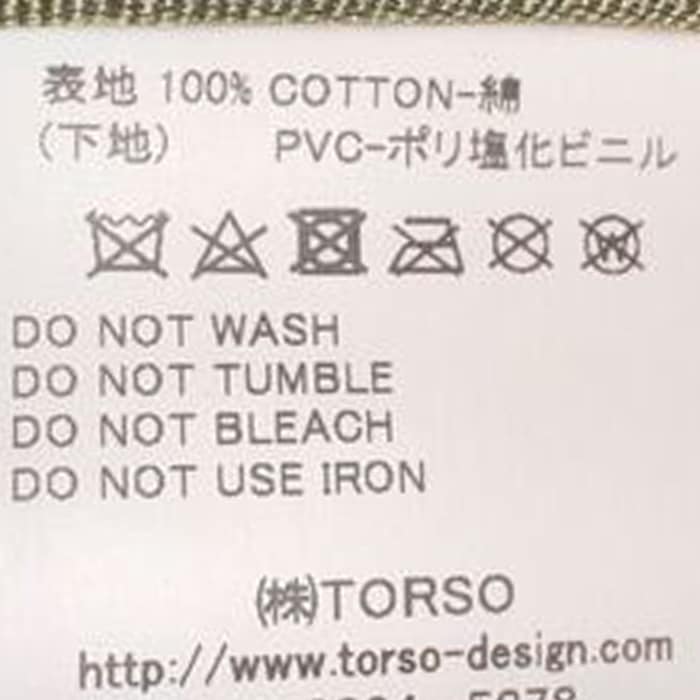 表地 100% COTTON-綿
(下地) PVC-ポリ塩化ビニル
DO NOT WASH
DO NOT TUMBLE
DO NOT BLEACH
DO NOT USE IRON
㈱TORSO
http://www.torso-design.com